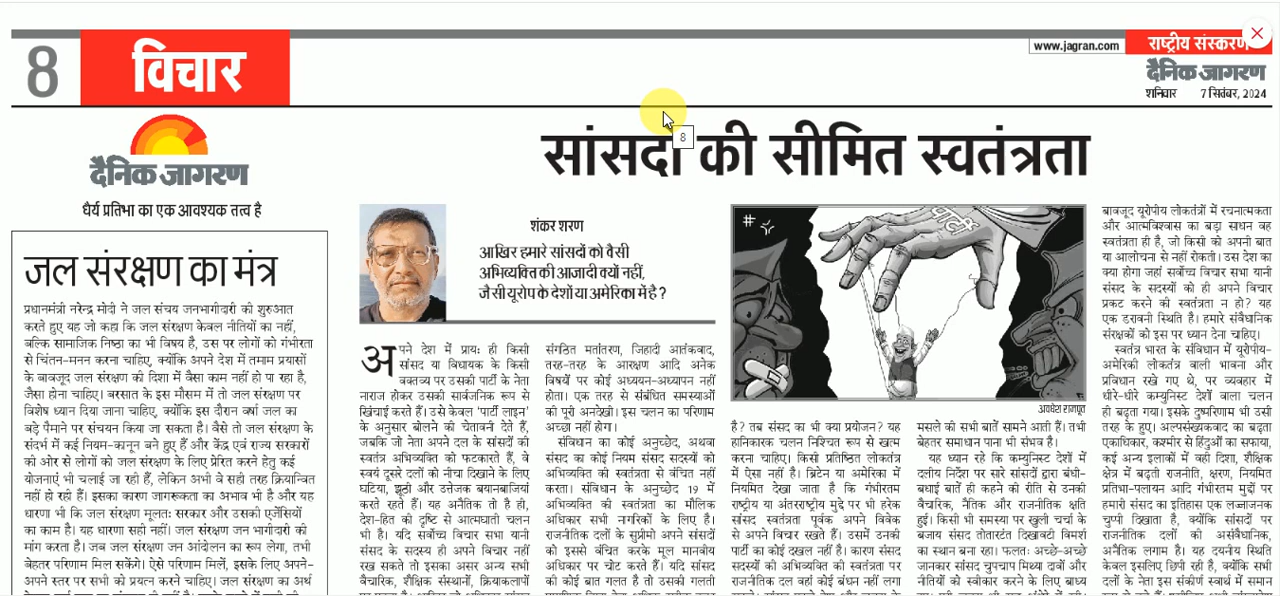 8
विचार
www.jagran.com
राष्ट्रीय संस्करण
दैनिक जागरण
शनिवार 7 सितंबर, 2024
दैनिक जागरण
धैर्य प्रतिभा का एक आवश्यक तत्व है
जल संरक्षण का मंत्र
प्रधानमंत्री नरेन्द्र मोदी ने जल संचय जनभागीदारी की शुरुआत
करते हुए यह जो कहा कि जल संरक्षण केवल नीतियों का नहीं,
बल्कि सामाजिक निष्ठा का भी विषय है, उस पर लोगों को गंभीरता
से चिंतन-मनन करना चाहिए, क्योंकि अपने देश में तमाम प्रयासों
के बावजूद जल संरक्षण की दिशा में वैसा काम नहीं हो पा रहा है,
जैसा होना चाहिए। बरसात के इस मौसम में तो जल संरक्षण पर
विशेष ध्यान दिया जाना चाहिए, क्योंकि इस दौरान वर्षा जल का
बड़े पैमाने पर संचयन किया जा सकता है। वैसे तो जल संरक्षण के
संदर्भ में कई नियम-कानून बने हुए हैं और केंद्र एवं राज्य सरकारों
की ओर से लोगों को जल संरक्षण के लिए प्रेरित करने हेतु कई
योजनाएं भी चलाई जा रही हैं, लेकिन अभी वे सही तरह क्रियान्वित
नहीं हो रही हैं। इसका कारण जागरूकता का अभाव भी है और यह
धारणा भी कि जल संरक्षण मूलतः सरकार और उसकी एजेंसियों
का काम है। यह धारणा सही नहीं। जल संरक्षण जन भागीदारी की
मांग करता है। जब जल संरक्षण जन आंदोलन का रूप लेगा, तभी
बेहतर परिणाम मिल सकेंगे। ऐसे परिणाम मिलें, इसके लिए अपने-
अपने स्तर पर सभी को प्रयत्न करने चाहिए। जल संरक्षण का अर्थ
8
सांसदों की सीमित स्वतंत्रता
शंकर शरण
आखिर हमारे सांसदों को वैसी
अभिव्यक्ति की आजादी क्यों नहीं,
जैसी यूरोप के देशों या अमेरिका में है?
अपने देश में प्रायः ही किसी
सांसद या विधायक के किसी
वक्तव्य पर उसकी पार्टी के नेता
नाराज होकर उसकी सार्वजनिक रूप से
खिंचाई करते हैं। उसे केवल 'पार्टी लाइन'
के अनुसार बोलने की चेतावनी देते हैं,
जबकि जो नेता अपने दल के सांसदों को
स्वतंत्र अभिव्यक्ति को फटकारते हैं, वे
स्वयं दूसरे दलों को नीचा दिखाने के लिए
घटिया, झूठी और उत्तेजक बयानबाजियां
करते रहते हैं। यह अनैतिक तो है ही,
देश-हित की दृष्टि से आत्मघाती चलन
भी है। यदि सर्वोच्च विचार सभा यानी
संसद के सदस्य ही अपने विचार नहीं
रख सकते तो इसका असर अन्य सभी
वैचारिक, शैक्षिक संस्थानों, क्रियाकलापों
संगठित मतांतरण, जिहादी आतंकवाद,
तरह-तरह के आरक्षण आदि अनेक
विषयों पर कोई अध्ययन-अध्यापन नहीं
होता। एक तरह से संबंधित समस्याओं
की पूरी अनदेखी। इस चलन का परिणाम
अच्छा नहीं होगा।
संविधान का कोई अनुच्छेद, अथवा
संसद का कोई नियम संसद सदस्यों को
अभिव्यक्ति की स्वतंत्रता से वंचित नहीं
करता। संविधान के अनुच्छेद 19 में
अभिव्यक्ति की स्वतंत्रता का मौलिक
अधिकार सभी नागरिकों के लिए है।
राजनीतिक दलों के सुप्रीमो अपने सांसदों
को इससे वंचित करके मूल मानवीय
अधिकार पर चोट करते हैं। यदि सांसद
की कोई बात गलत है तो उसकी गलती
पार्टी
अवधेश राजपूत
है? तब संसद का भी क्या प्रयोजन? यह
हानिकारक चलन निश्चित रूप से खत्म
करना चाहिए। किसी प्रतिष्ठित लोकतंत्र
में ऐसा नहीं है। ब्रिटेन या अमेरिका में
नियमित देखा जाता है कि गंभीरतम
राष्ट्रीय या अंतरराष्ट्रीय मुद्दे पर भी हरेक
सांसद स्वतंत्रता पूर्वक अपने विवेक
से अपने विचार रखते हैं। उसमें उनकी
पार्टी का कोई दखल नहीं है। कारण संसद
सदस्यों की अभिव्यक्ति की स्वतंत्रता पर
राजनीतिक दल वहां कोई बंधन नहीं लगा
मसले की सभी बातें सामने आती हैं। तभी
बेहतर समाधान पाना भी संभव है।
यह ध्यान रहे कि कम्युनिस्ट देशों में
दलीय निर्देश पर सारे सांसदों द्वारा बंधी-
बधाई बातें ही कहने की रीति से उनकी
वैचारिक, नैतिक और राजनीतिक क्षति
हुई। किसी भी समस्या पर खुली चर्चा के
बजाय संसद तोतारटंत दिखावटी विमर्श
का स्थान बना रहा। फलतः अच्छे-अच्छे
जानकार सांसद चुपचाप मिथ्या दावों और
नीतियों को स्वीकार करने के लिए बाध्य
बावजूद यूरोपीय लोकतंत्रों में रचनात्मकता
और आत्मविश्वास का बड़ा साधन वह
स्वतंत्रता ही है, जो किसी को अपनी बात
या आलोचना से नहीं रोकती। उस देश का
क्या होगा जहां सर्वोच्च विचार सभा यानी
संसद के सदस्यों को ही अपने विचार
प्रकट करने की स्वतंत्रता न हो? यह
एक डरावनी स्थिति है। हमारे संवैधानिक
संरक्षकों को इस पर ध्यान देना चाहिए।
स्वतंत्र भारत के संविधान में यूरोपीय-
अमेरिकी लोकतंत्र वाली भावना और
प्रविधान रखे गए थे, पर व्यवहार में
धीरे-धीरे कम्युनिस्ट देशों वाला चलन
ही बढ़ता गया। इसके दुष्परिणाम भी उसी
तरह के हुए। अल्पसंख्यकवाद का बढ़ता
एकाधिकार, कश्मीर से हिंदुओं का सफाया,
कई अन्य इलाकों में वही दिशा, शैक्षिक
क्षेत्र में बढ़ती राजनीति, क्षरण, नियमित
प्रतिभा-पलायन आदि गंभीरतम मुद्दों पर
हमारी संसद का इतिहास एक लज्जाजनक
चुप्पी दिखाता है, क्योंकि सांसदों पर
राजनीतिक दलों की असंवैधानिक,
अनैतिक लगाम है। यह दयनीय स्थिति
केवल इसलिए छिपी रही है, क्योंकि सभी
दलों के नेता इस संकीर्ण स्वार्थ में समान